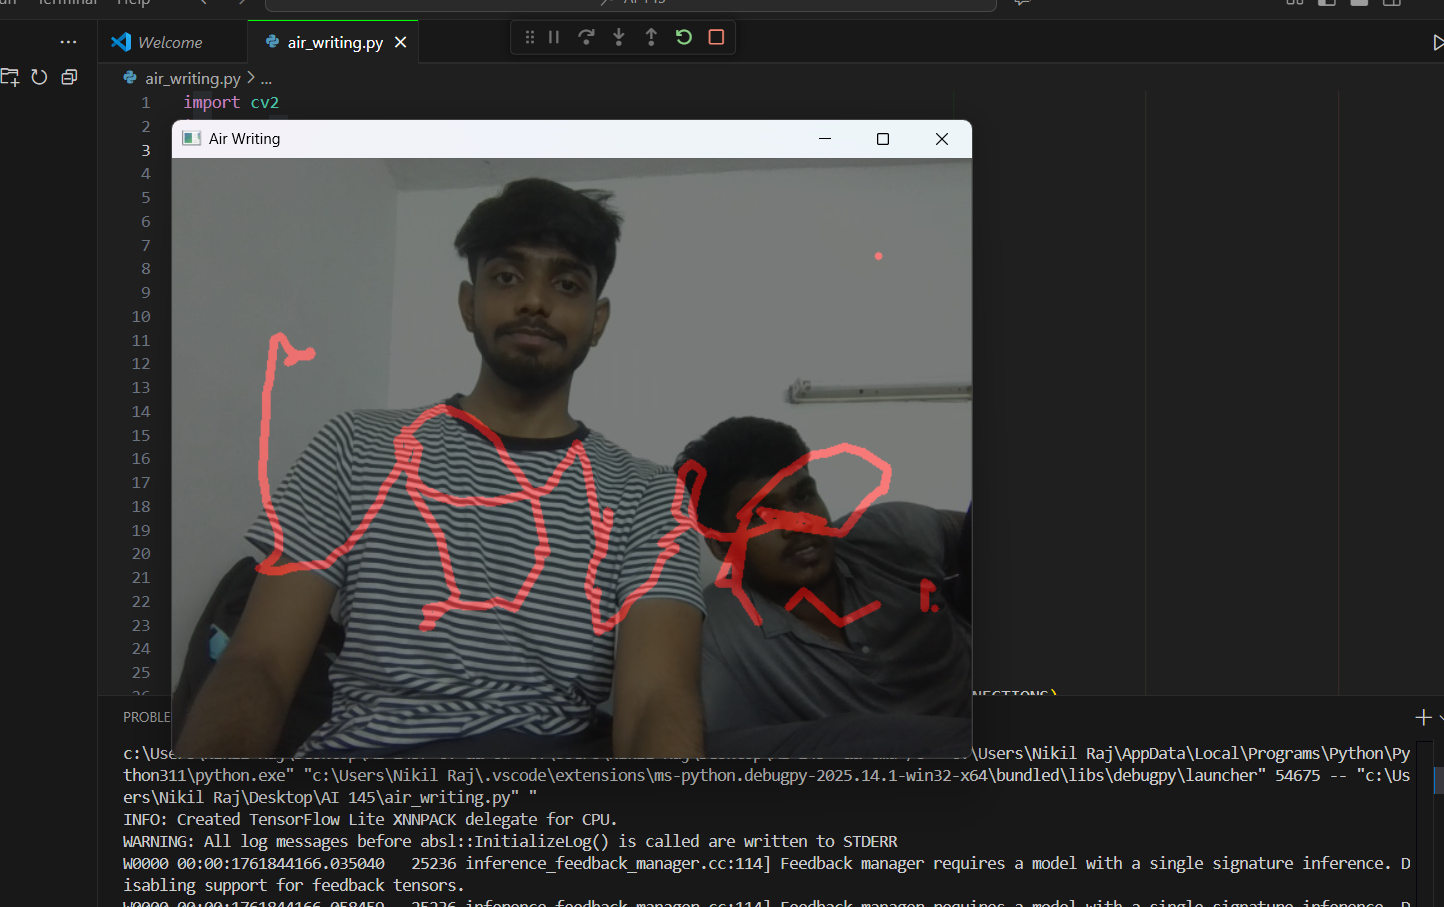 Terminal Help
Welcome
air_writing.py
air_writing.py > ...
1 import cv2
2
3
4
5
6
7
8
9
10
11
12
13
14
15
16
17
18
19
20
21
22
23
24
25
26 NECTIONS)
Air Writing
LOVE
PROBLE
\Users\Nikil Raj\AppData\Local\Programs\Python\Py
thon311\python.exe" "c:\Users\Nikil Raj\.vscode\extensions\ms-python.debugpy-2025.14.1-win32-x64\bundled\libs\debugpy\launcher" 54675 -- "c:\Us
ers\Nikil Raj\Desktop\AI 145\air_writing.py" "
INFO: Created TensorFlow Lite XNNPACK delegate for CPU.
WARNING: All log messages before absl::InitializeLog() is called are written to STDERR
W0000 00:00:1761844166.035040 25236 inference_feedback_manager.cc:114] Feedback manager requires a model with a single signature inference. D
isabling support for feedback tensors.